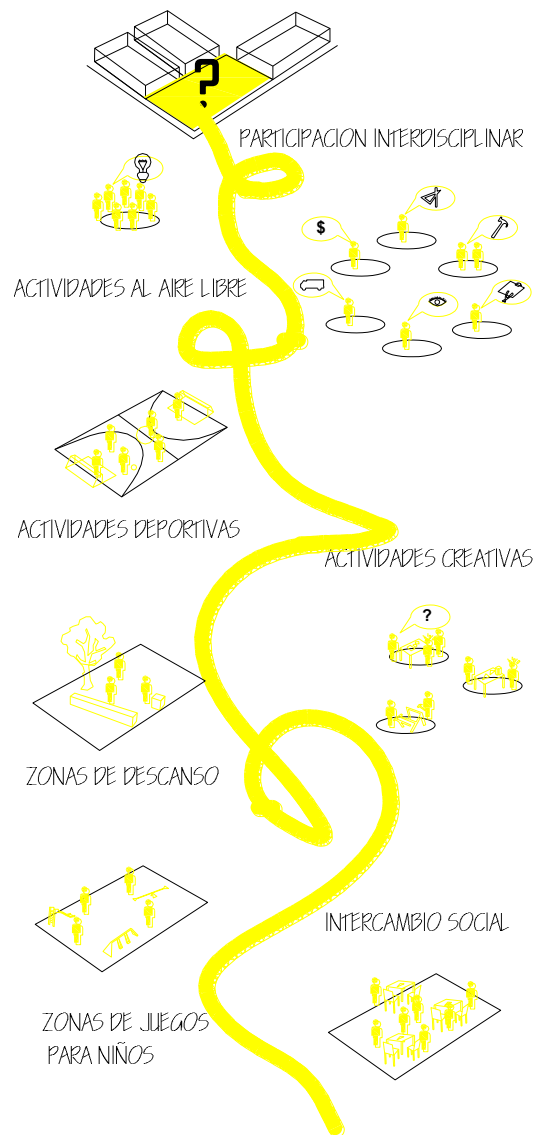 ?
PARTICIPACION INTERDISCIPLINAR
$
ACTIVIDADES AL AIRE LIBRE
ACTIVIDADES DEPORTIVAS
ACTIVIDADES CREATIVAS
?
ZONAS DE DESCANSO
INTERCAMBIO SOCIAL
ZONAS DE JUEGOS
PARA NIÑOS